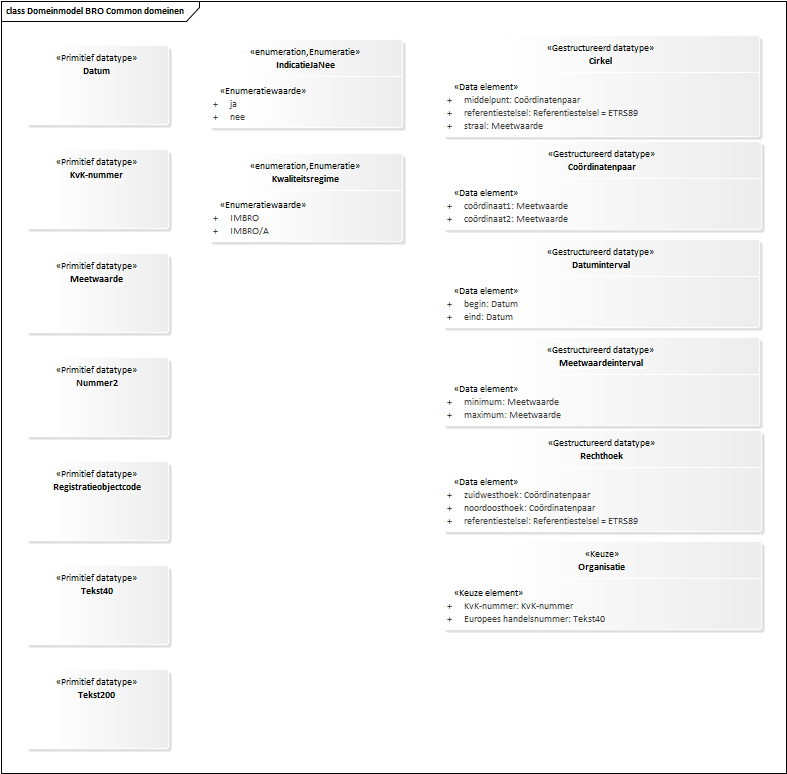 class Domeinmodel BRO Common domeinen
«Primitief datatype»
Datum
«Primitief datatype»
KvK-nummer
«Primitief datatype»
Meetwaarde
«Primitief datatype»
Nummer2
«Primitief datatype»
Registratieobjectcode
«Primitief datatype»
Tekst40
«Primitief datatype»
Tekst200
«enumeration,Enumeratie»
IndicatieJaNee
«Enumeratiewaarde»
+ ja
+ nee
«enumeration,Enumeratie»
Kwaliteitsregime
«Enumeratiewaarde»
+ IMBRO
+ IMBRO/A
«Gestructureerd datatype»
Cirkel
«Data element»
+ middelpunt: Coördinatenpaar
+ referentiestelsel: Referentiestelsel = ETRS89
+ straal: Meetwaarde
«Gestructureerd datatype»
Coördinatenpaar
«Data element»
+ coördinaat1: Meetwaarde
+ coördinaat2: Meetwaarde
«Gestructureerd datatype»
Datuminterval
«Data element»
+ begin: Datum
+ eind: Datum
«Gestructureerd datatype»
Meetwaardeinterval
«Data element»
+ minimum: Meetwaarde
+ maximum: Meetwaarde
«Gestructureerd datatype»
Rechthoek
«Data element»
+ zuidwesthoek: Coördinatenpaar
+ noordoosthoek: Coördinatenpaar
+ referentiestelsel: Referentiestelsel = ETRS89
«Keuze»
Organisatie
«Keuze element»
+ KvK-nummer: KvK-nummer
+ Europees handelsnummer: Tekst40